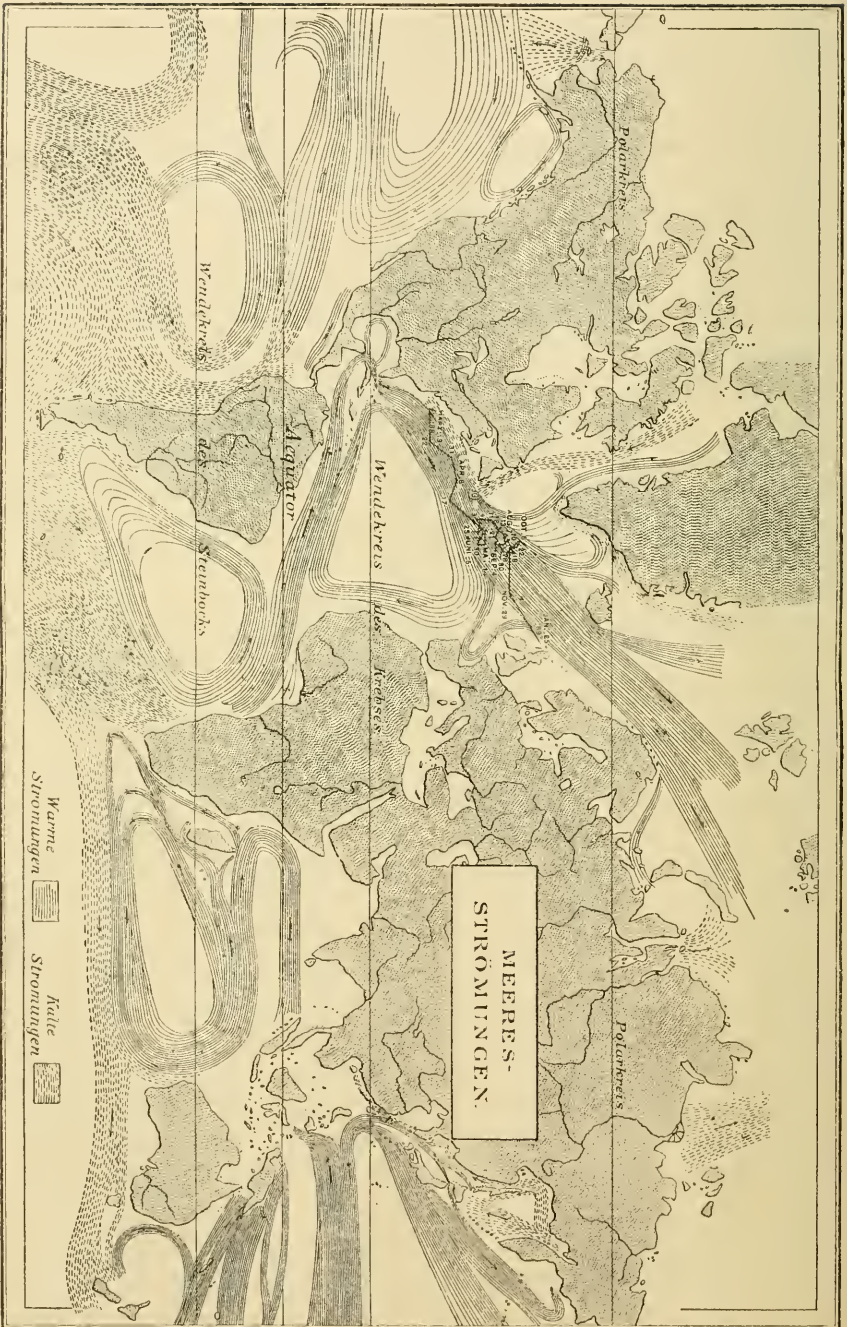 MEERES-
STRÖMUNGEN.
Polarkreis
Polarkreis
Wendekreis des Krebses
Aequator
Wendekreis des Steinbocks
Warme
Strömungen
Kalte
Strömungen